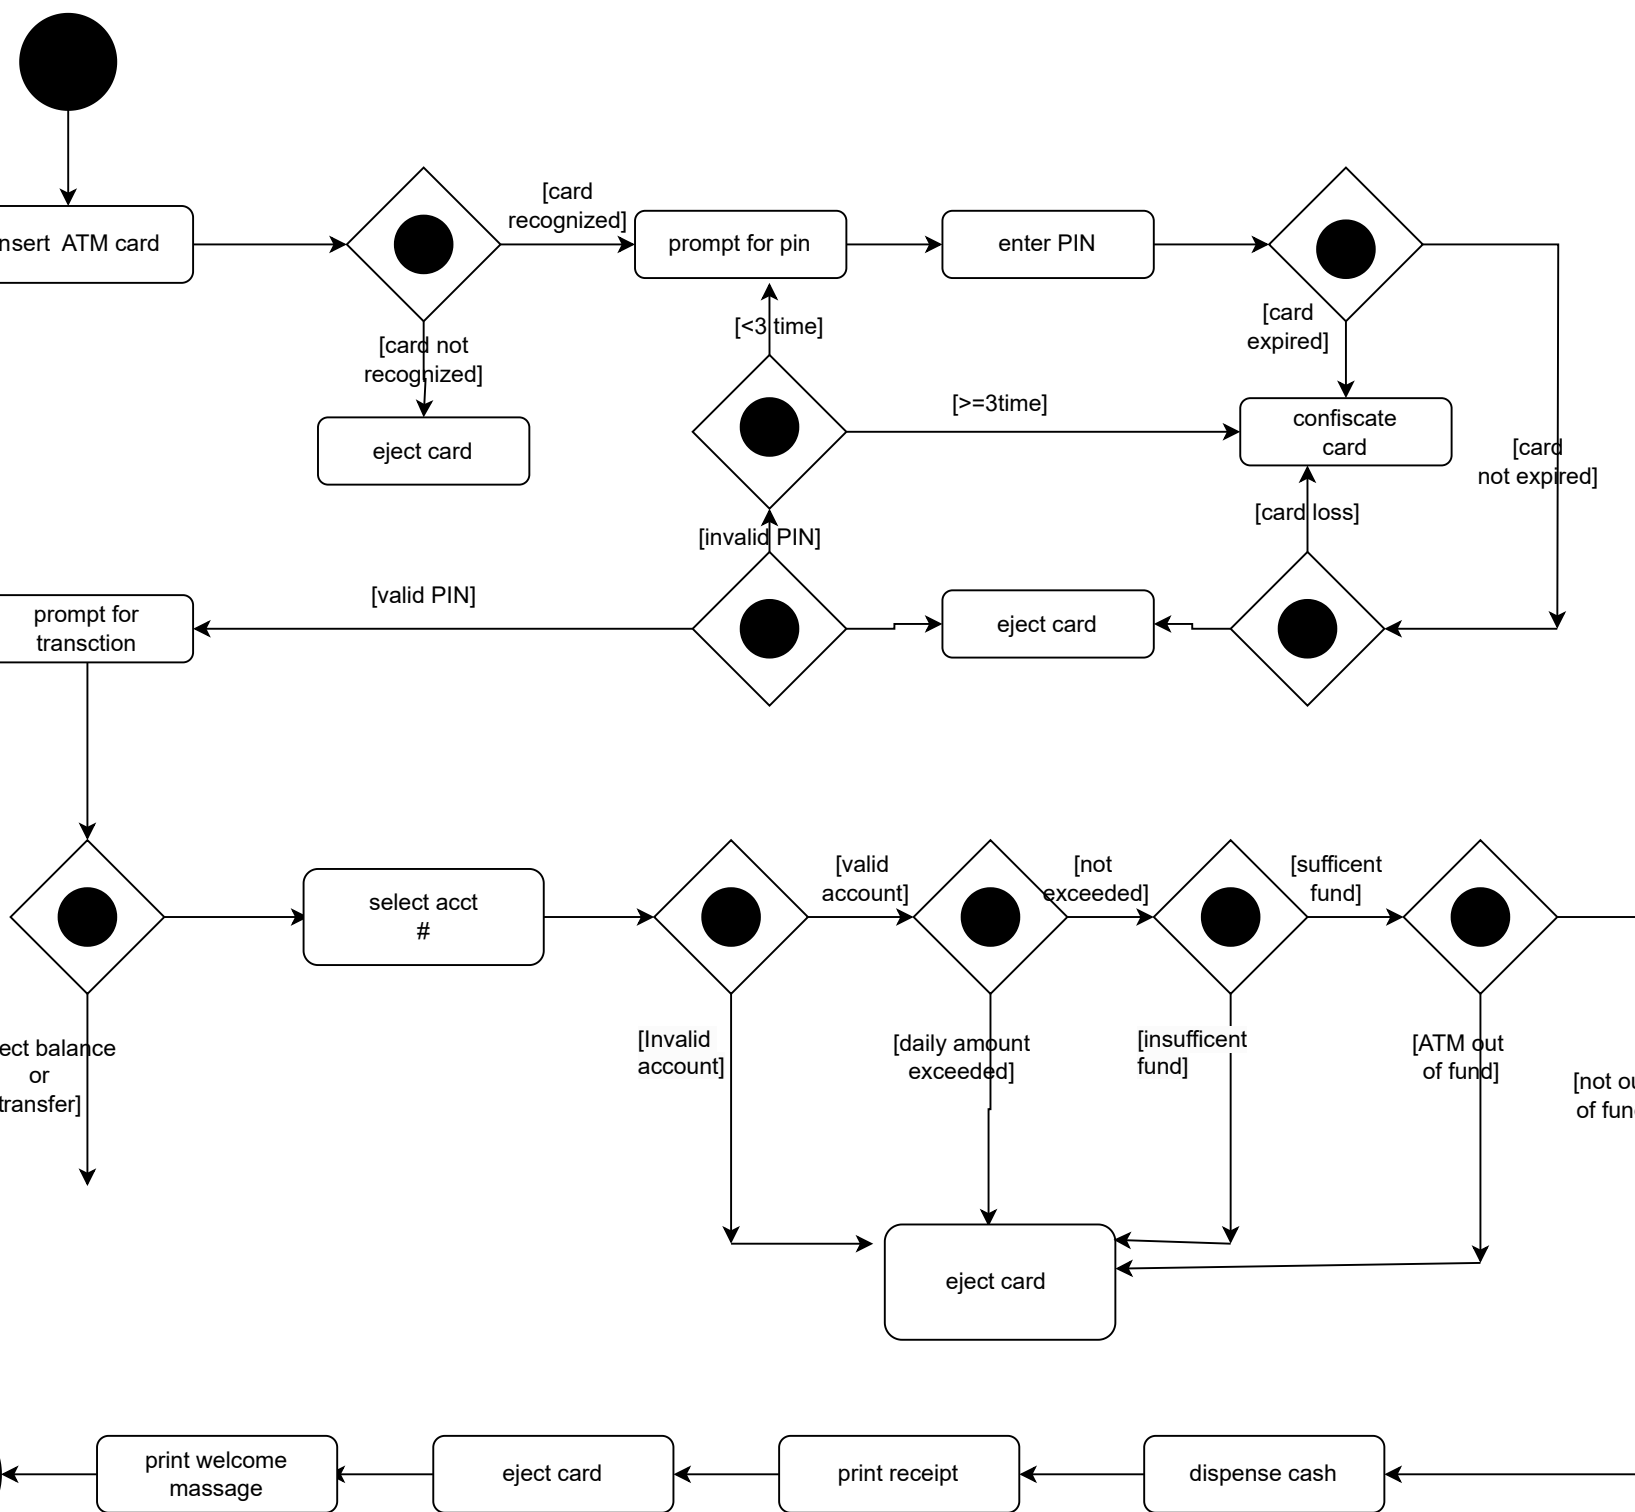 [card
recognized]
nsert  ATM card
prompt for pin
enter PIN
[card
expired]
[<3 time]
[card not
recognized]
[>=3time]
confiscate
card
eject card
[card
not expired]
[card loss]
[invalid PIN]
[valid PIN]
prompt for
transction
eject card
[valid
account]
[not
exceeded]
[sufficent
fund]
select acct
#
[Invalid
account]
[daily amount
exceeded]
[insufficent
fund]
[ATM out
of fund]
ect balance
or
transfer]
[not ou
of fun
eject card
print welcome
massage
eject card
print receipt
dispense cash